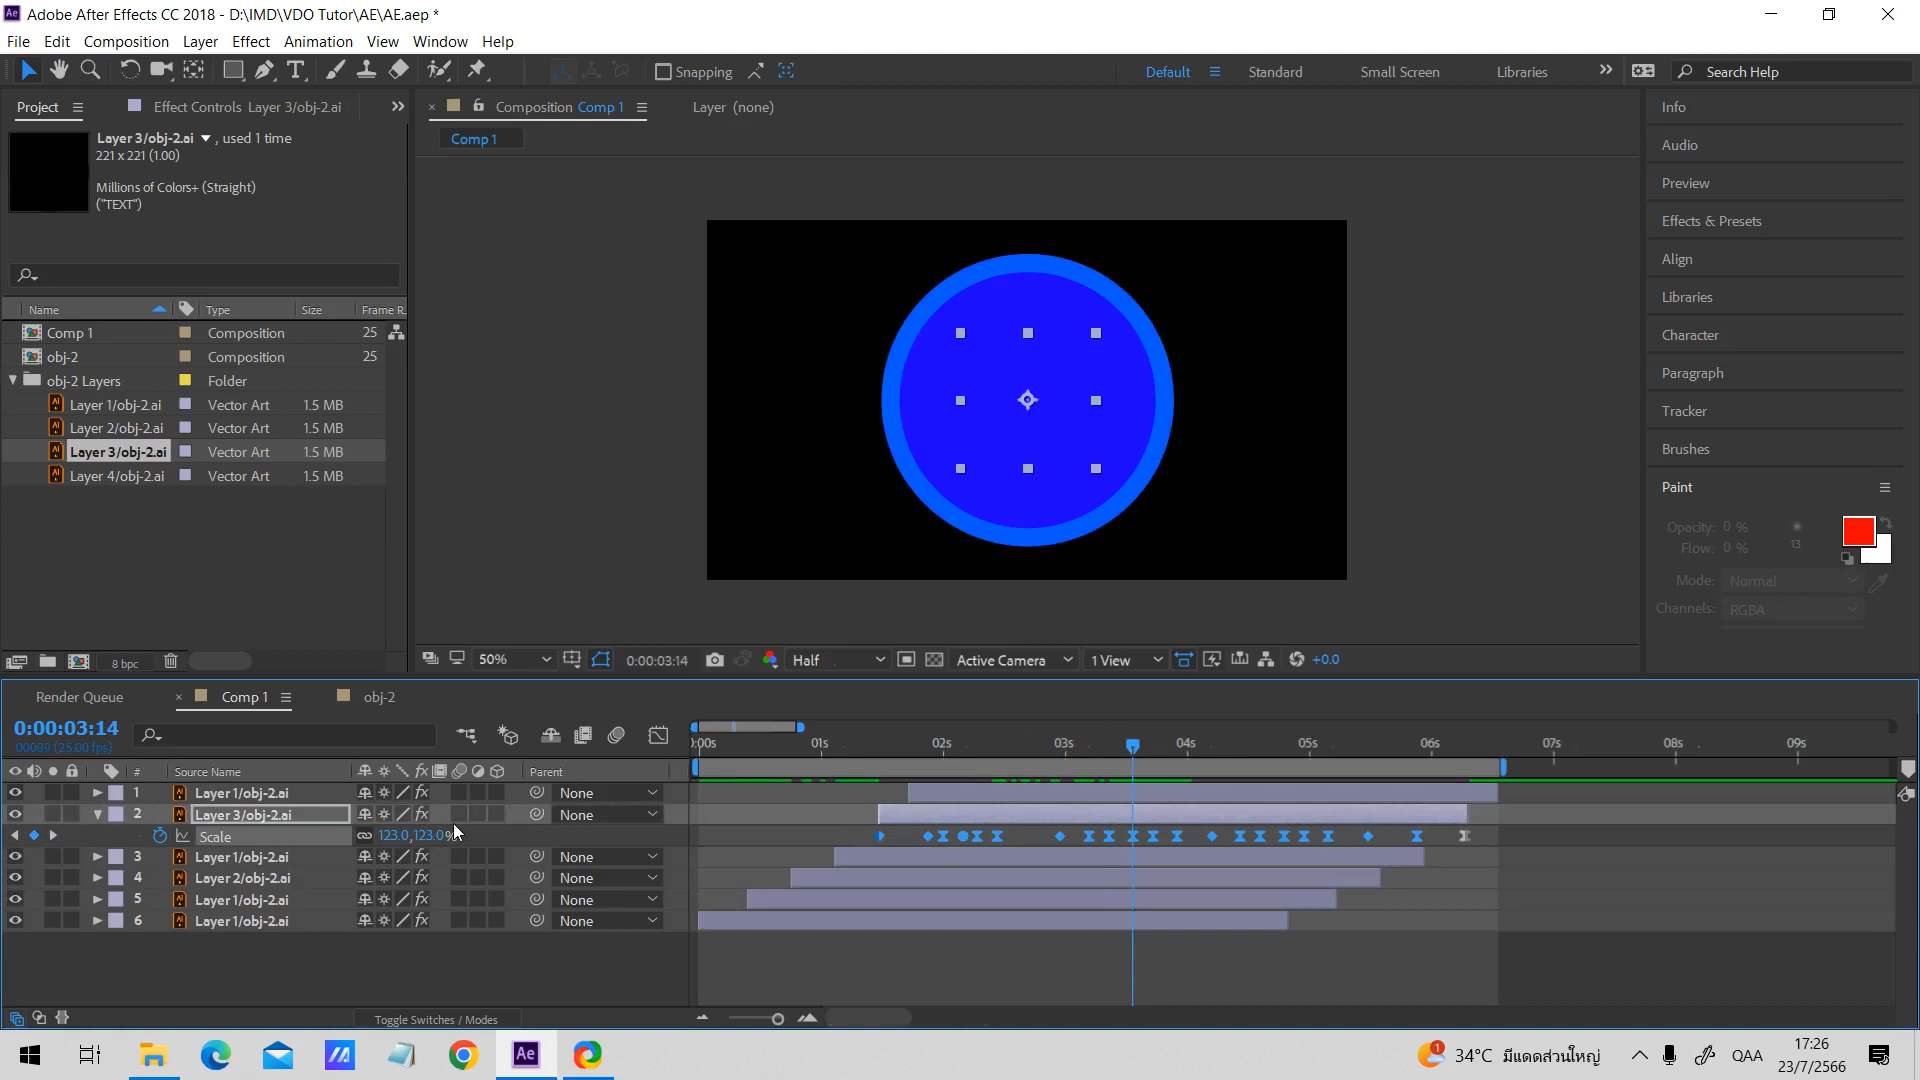 Adobe After Effects CC 2018 - D:\IMD\VDO Tutor\AE\AE.aep *
File Edit Composition Layer Effect Animation View Window Help
Snapping Default Standard Small Screen Libraries Search Help
Project Effect Controls Layer 3/obj-2.ai
Composition Comp 1 Layer (none)
Comp 1
Layer 3/obj-2.ai , used 1 time
221 x 221 (1.00)
Millions of Colors+ (Straight)
("TEXT")
Name Type Size Frame R..
Comp 1 Composition 25
obj-2 Composition 25
obj-2 Layers Folder
Layer 1/obj-2.ai Vector Art 1.5 MB
Layer 2/obj-2.ai Vector Art 1.5 MB
Layer 3/obj-2.ai Vector Art 1.5 MB
Layer 4/obj-2.ai Vector Art 1.5 MB
8 bpc
50% 0:00:03:14 Half Active Camera 1 View +0.0
Info
Audio
Preview
Effects & Presets
Align
Libraries
Character
Paragraph
Tracker
Brushes
Paint
Opacity: 0 %
Flow: 0 % 13
Mode: Normal
Channels: RGBA
Render Queue Comp 1 obj-2
0:00:03:14
00089 (25.00 fps)
):00s 01s 02s 03s 04s 05s 06s 07s 08s 09s
# Source Name Parent
1 Layer 1/obj-2.ai None
2 Layer 3/obj-2.ai None
Scale 123.0,123.0%
3 Layer 1/obj-2.ai None
4 Layer 2/obj-2.ai None
5 Layer 1/obj-2.ai None
6 Layer 1/obj-2.ai None
Toggle Switches / Modes
Ae 1 34°C มีแดดส่วนใหญ่ QAA 17:26
23/7/2566